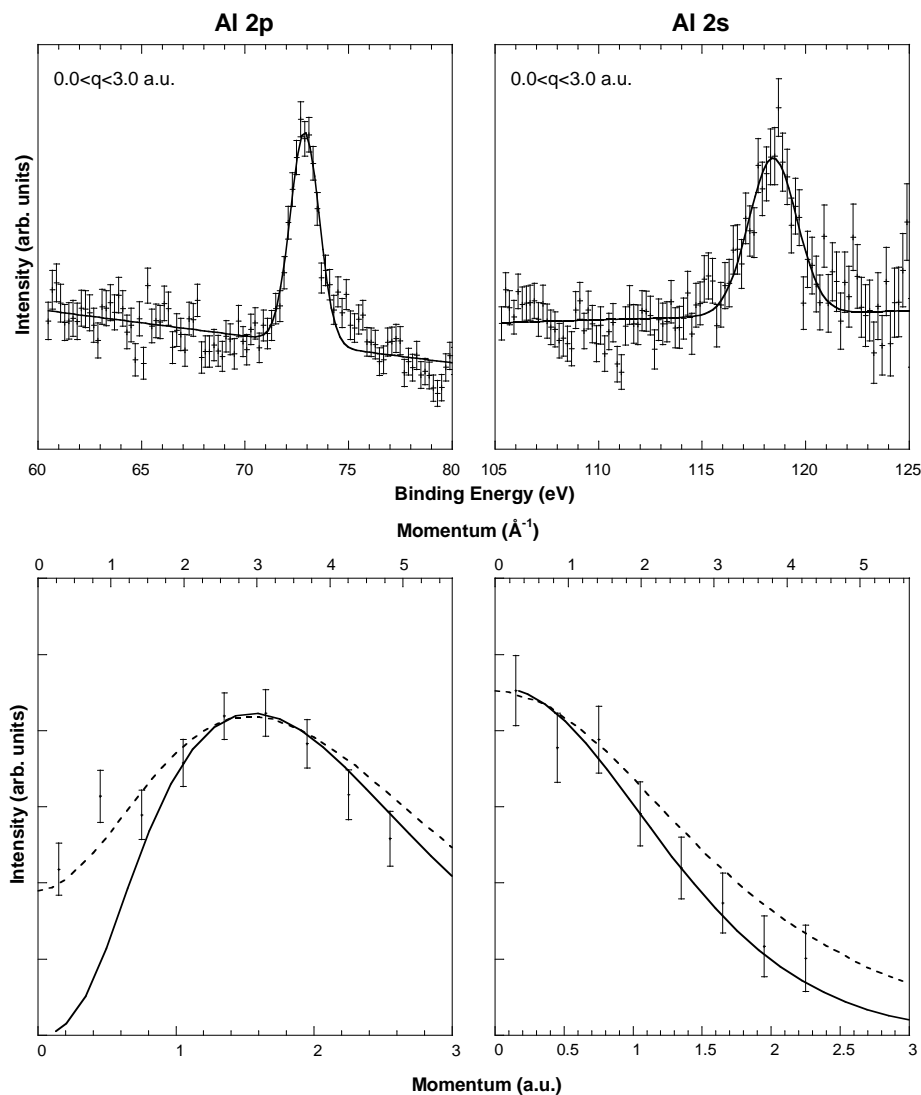 Al 2p
Al 2s
0.0<q<3.0 a.u.
0.0<q<3.0 a.u.
Intensity (arb. units)
60 65 70 75 80
105 110 115 120 125
Binding Energy (eV)
Momentum (Å-1)
0 1 2 3 4 5
0 1 2 3 4 5
Intensity (arb. units)
0 1 2 3
0 0.5 1 1.5 2 2.5 3
Momentum (a.u.)